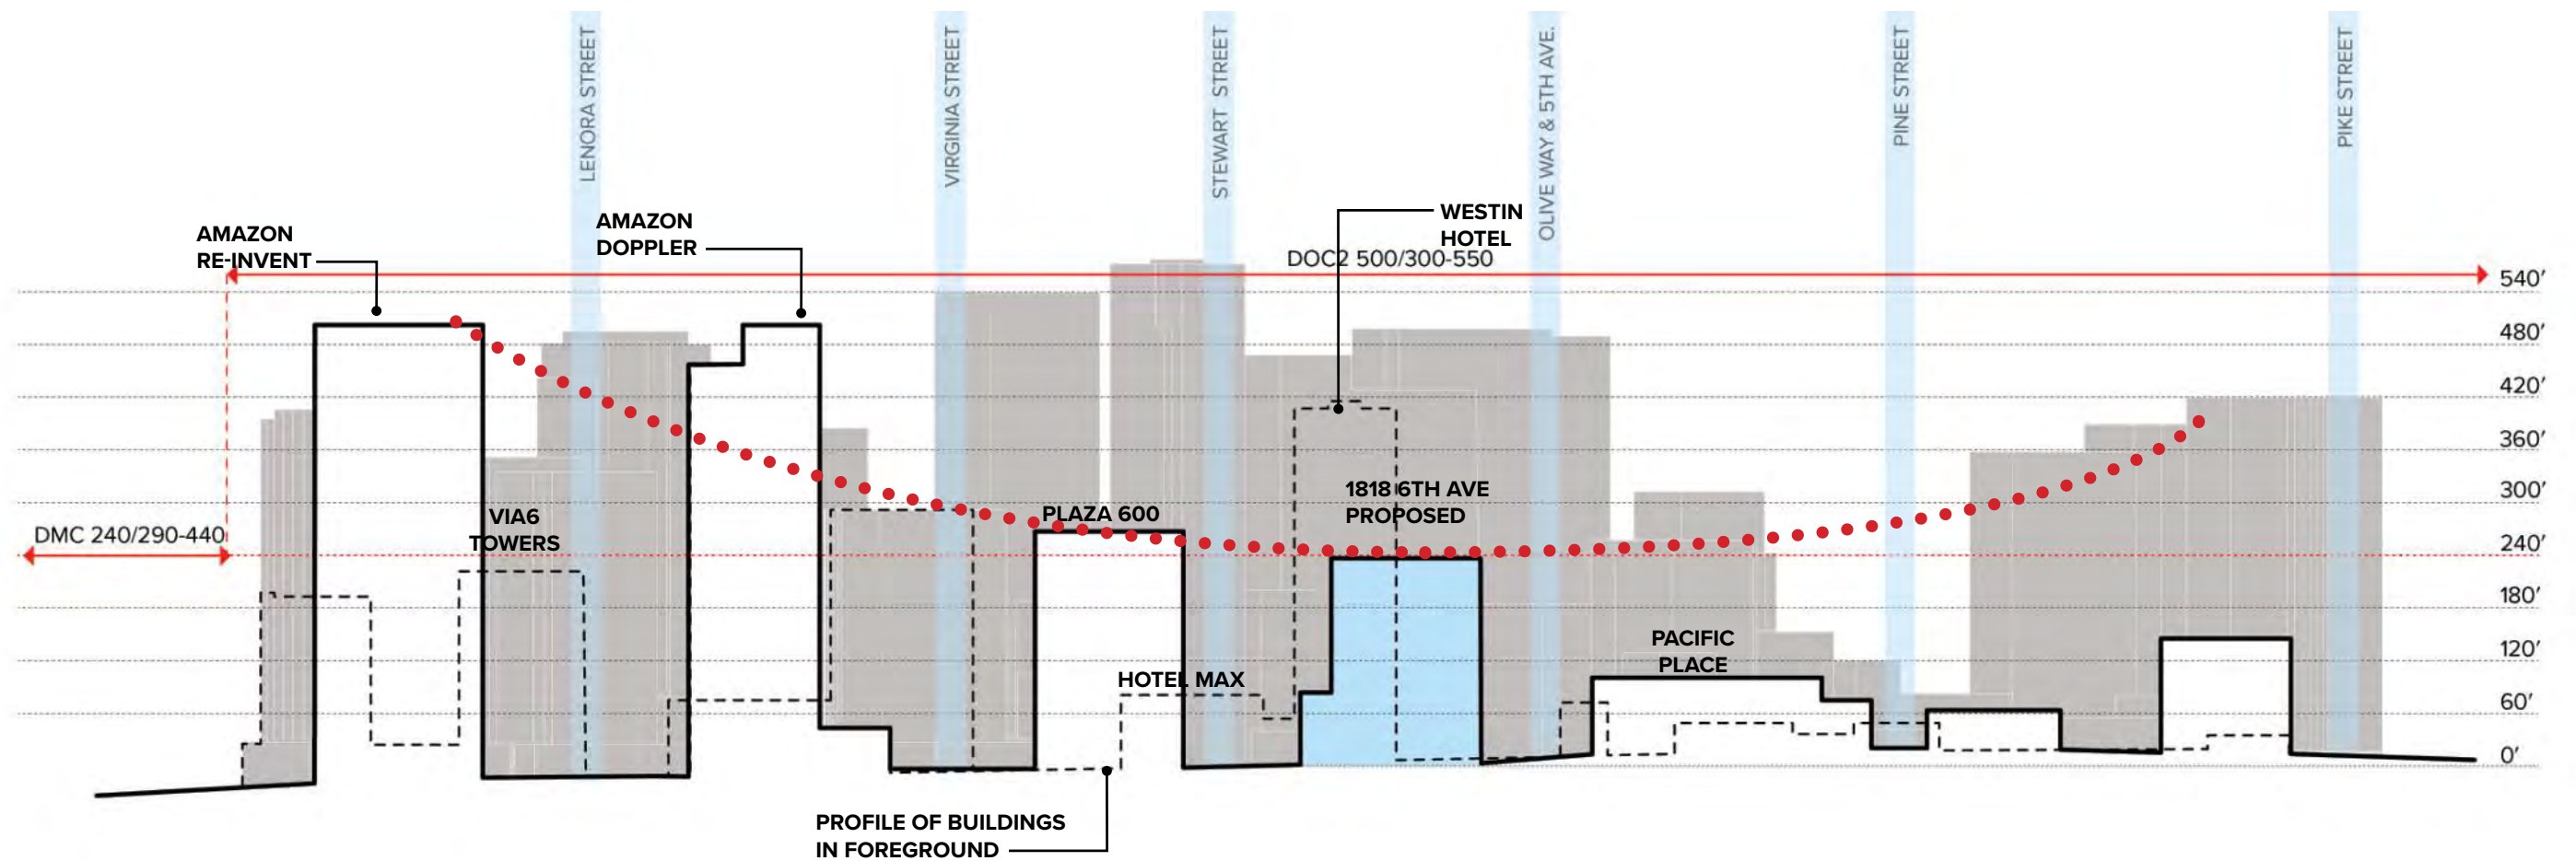 LENORA STREET
VIRGINIA STREET
STEWART STREET
OLIVE WAY & 5TH AVE.
PINE STREET
PIKE STREET
AMAZON
RE-INVENT
AMAZON
DOPPLER
WESTIN
HOTEL
DOC2 500/300-550
540'
480'
420'
360'
300'
240'
180'
120'
60'
0'
DMC 240/290-440
VIA6
TOWERS
PLAZA 600
1818 6TH AVE
PROPOSED
HOTEL MAX
PACIFIC
PLACE
PROFILE OF BUILDINGS
IN FOREGROUND